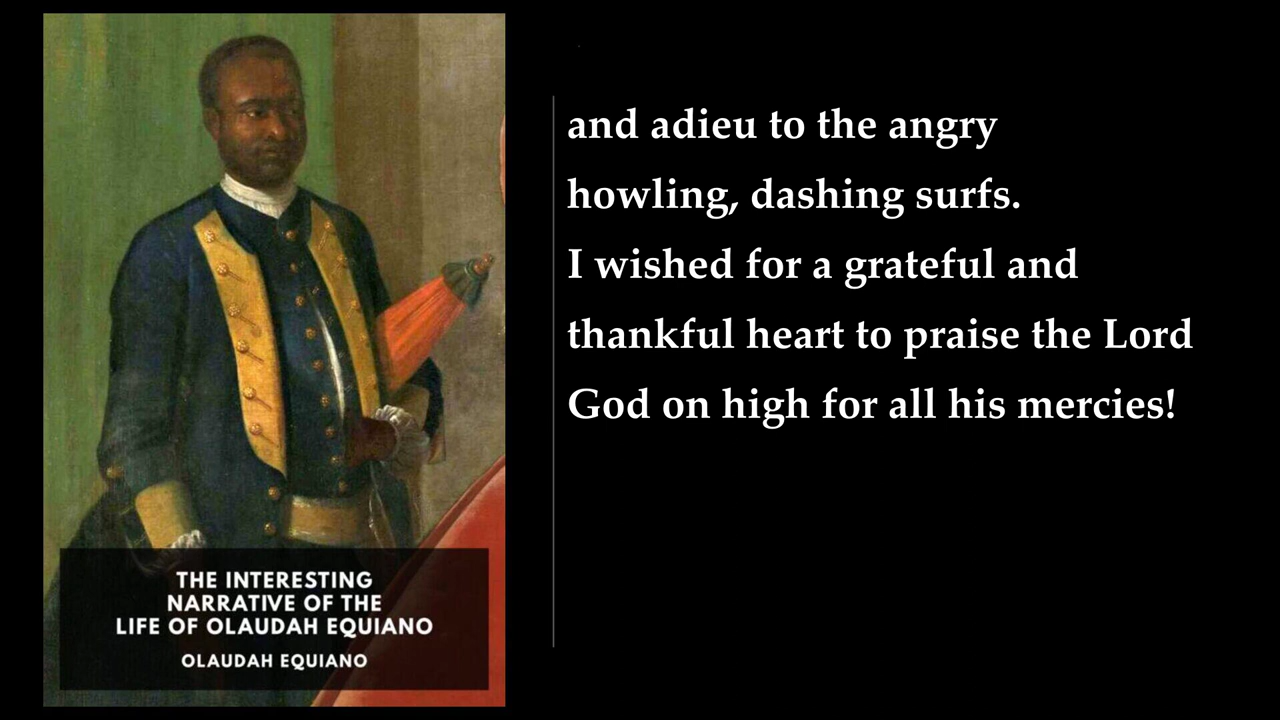 THE INTERESTING
NARRATIVE OF THE
LIFE OF OLAUDAH EQUIANO
OLAUDAH EQUIANO
and adieu to the angry
howling, dashing surfs.
I wished for a grateful and
thankful heart to praise the Lord
God on high for all his mercies!